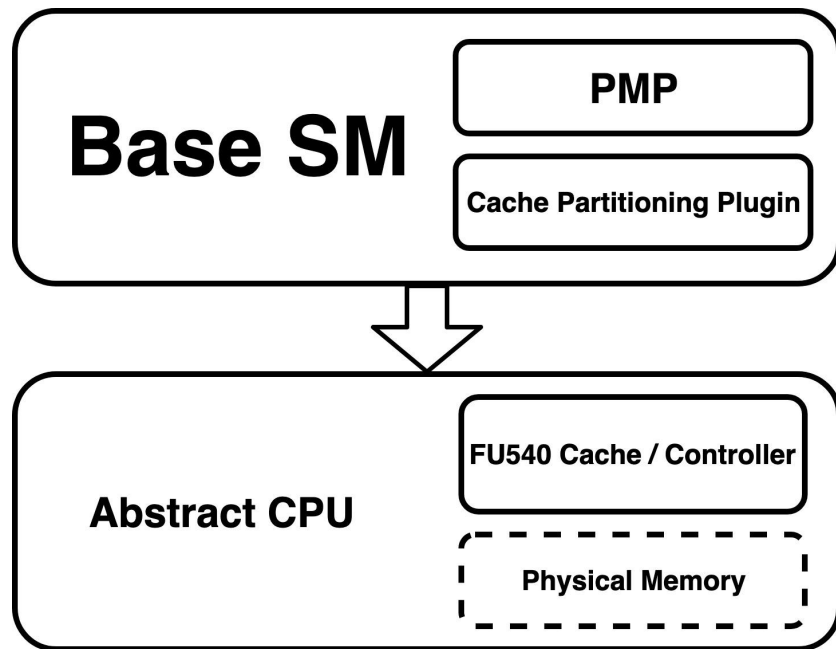 PMP
Base SM
Cache Partitioning Plugin
FU540 Cache / Controller
Abstract CPU
Physical Memory